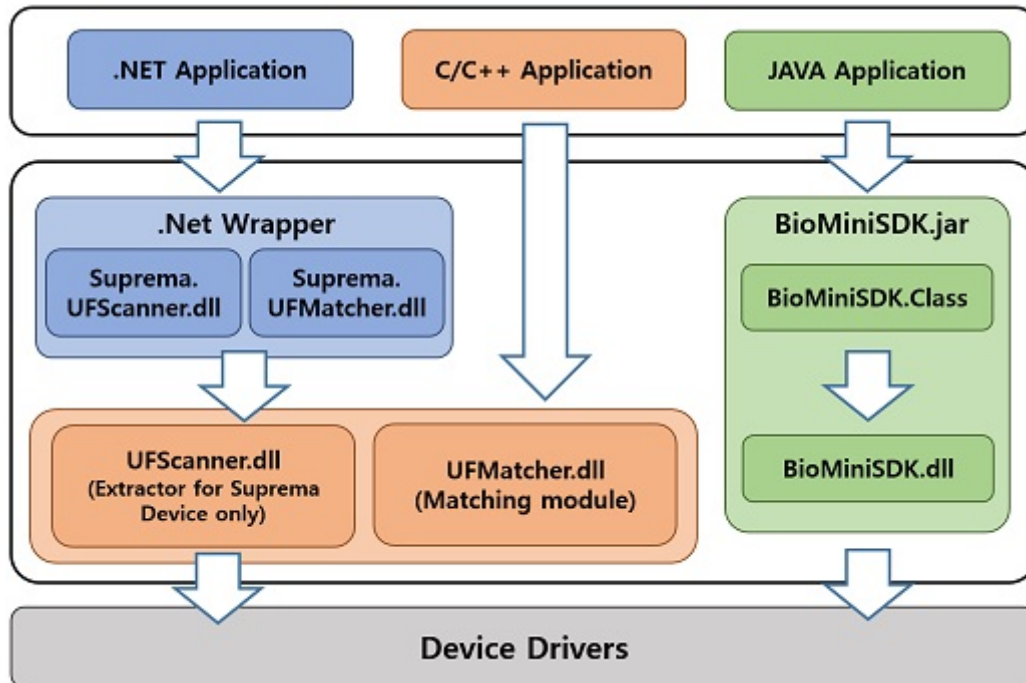 .NET Application
C/C++ Application
JAVA Application
.Net Wrapper
Suprema.
UFScanner.dll
Suprema.
UFMatcher.dll
BioMiniSDK.jar
BioMiniSDK.Class
UFScanner.dll
(Extractor for Suprema
Device only)
UFMatcher.dll
(Matching module)
BioMiniSDK.dll
Device Drivers